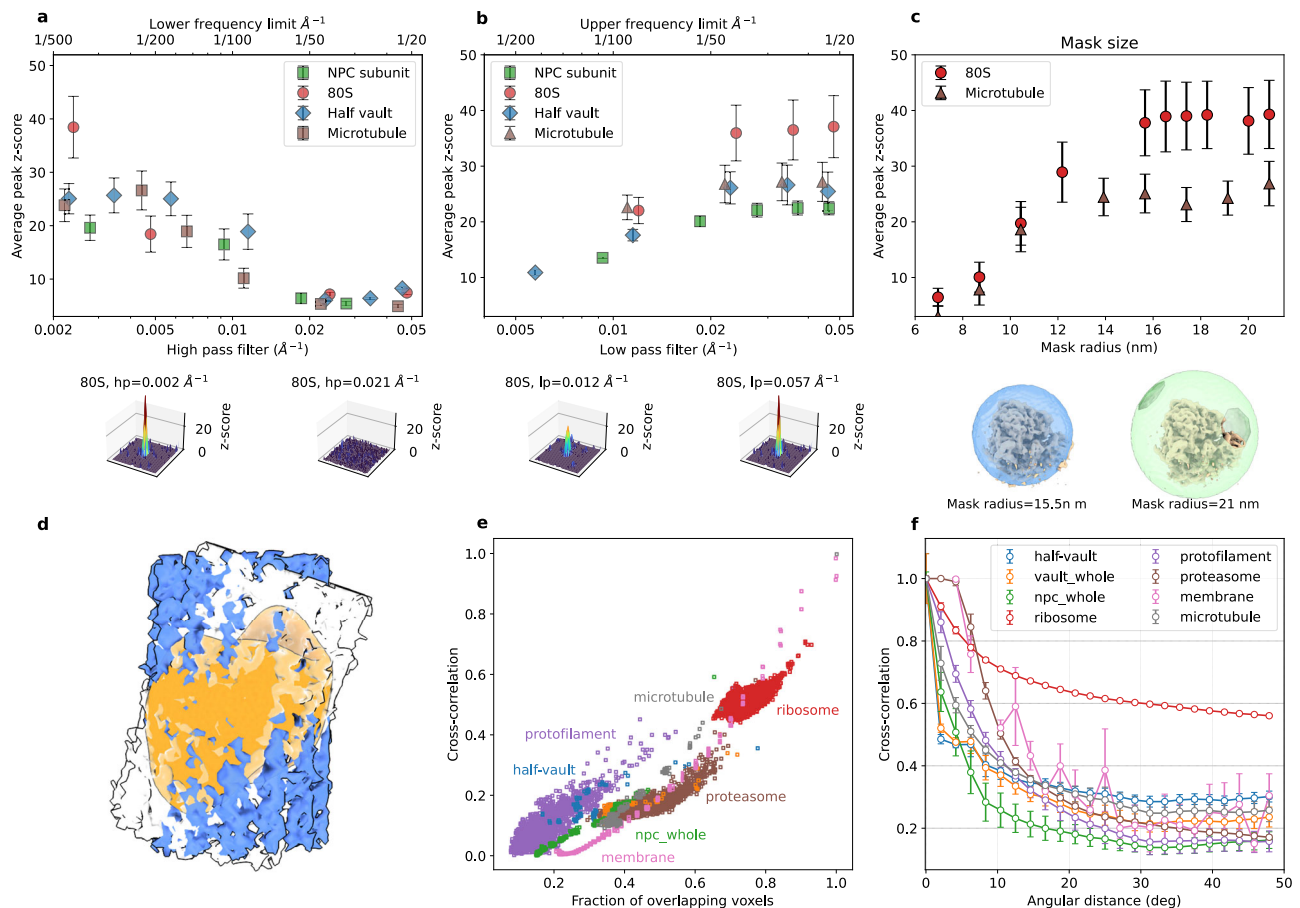 a
Lower frequency limit Å⁻¹
1/500
1/200
1/100
1/50
1/20
50
40
30
20
10
Average peak z-score
NPC subunit
80S
Half vault
Microtubule
0.002
0.005
0.01
0.02
0.05
High pass filter (Å⁻¹)
80S, hp=0.002 Å⁻¹
20
0
z-score
80S, hp=0.021 Å⁻¹
20
0
z-score
b
Upper frequency limit Å⁻¹
1/200
1/100
1/50
1/20
50
40
30
20
10
Average peak z-score
NPC subunit
80S
Half vault
Microtubule
0.005
0.01
0.02
0.05
Low pass filter (Å⁻¹)
80S, lp=0.012 Å⁻¹
20
0
z-score
80S, lp=0.057 Å⁻¹
20
0
z-score
c
Mask size
50
40
30
20
10
Average peak z-score
80S
Microtubule
6
8
10
12
14
16
18
20
Mask radius (nm)
Mask radius=15.5n m
Mask radius=21 nm
d
e
1.0
0.8
0.6
0.4
0.2
0.0
Cross-correlation
microtubule
ribosome
protofilament
half-vault
proteasome
npc_whole
membrane
0.2
0.4
0.6
0.8
1.0
Fraction of overlapping voxels
f
1.0
0.8
0.6
0.4
0.2
Cross-correlation
half-vault
vault_whole
npc_whole
ribosome
protofilament
proteasome
membrane
microtubule
0
10
20
30
40
50
Angular distance (deg)